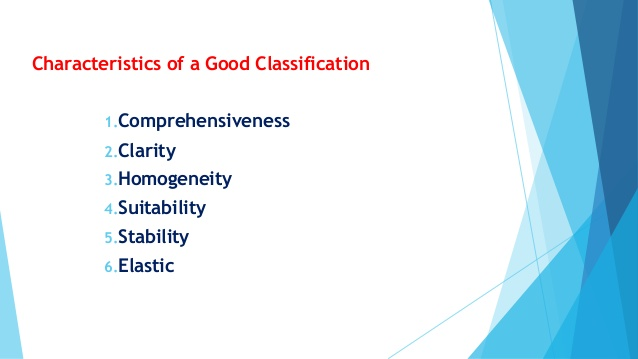 Characteristics of a Good Classification
1.Comprehensiveness
2.Clarity
3.Homogeneity
4.Suitability
5.Stability
6.Elastic